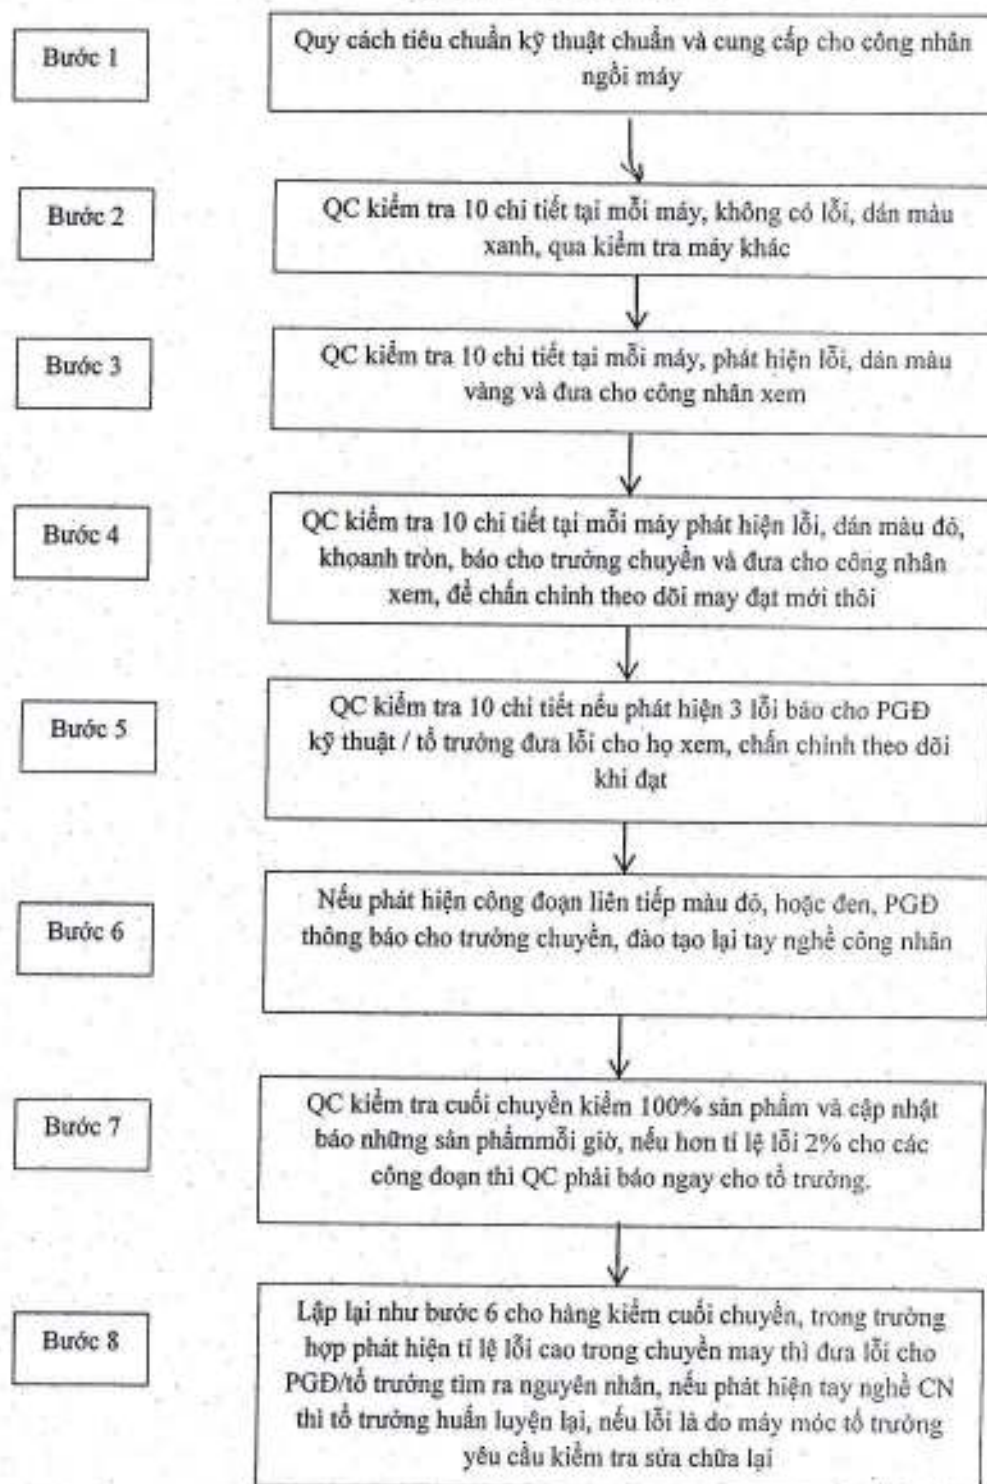 Bước 1
Quy cách tiêu chuẩn kỹ thuật chuẩn và cung cấp cho công nhân
ngồi máy
Bước 2
QC kiểm tra 10 chi tiết tại mỗi máy, không có lỗi, dán màu
xanh, qua kiểm tra máy khác
Bước 3
QC kiểm tra 10 chi tiết tại mỗi máy, phát hiện lỗi, dán màu
vàng và đưa cho công nhân xem
Bước 4
QC kiểm tra 10 chi tiết tại mỗi máy phát hiện lỗi, dán màu đỏ,
khoanh tròn, báo cho trưởng chuyền và đưa cho công nhân
xem, để chấn chỉnh theo dõi may đạt mới thôi
Bước 5
QC kiểm tra 10 chi tiết nếu phát hiện 3 lỗi báo cho PGĐ
kỹ thuật / tổ trưởng đưa lỗi cho họ xem, chấn chỉnh theo dõi
khi đạt
Bước 6
Nếu phát hiện công đoạn liên tiếp màu đỏ, hoặc đen, PGĐ
thông báo cho trưởng chuyền, đào tạo lại tay nghề công nhân
Bước 7
QC kiểm tra cuối chuyền kiểm 100% sản phẩm và cập nhật
báo những sản phẩmmỗi giờ, nếu hơn tỉ lệ lỗi 2% cho các
công đoạn thì QC phải báo ngay cho tổ trưởng.
Bước 8
Lập lại như bước 6 cho hàng kiểm cuối chuyền, trong trường
hợp phát hiện tỉ lệ lỗi cao trong chuyền may thì đưa lỗi cho
PGĐ/tổ trưởng tìm ra nguyên nhân, nếu phát hiện tay nghề CN
thì tổ trưởng huấn luyện lại, nếu lỗi là do máy móc tổ trưởng
yêu cầu kiểm tra sửa chữa lại